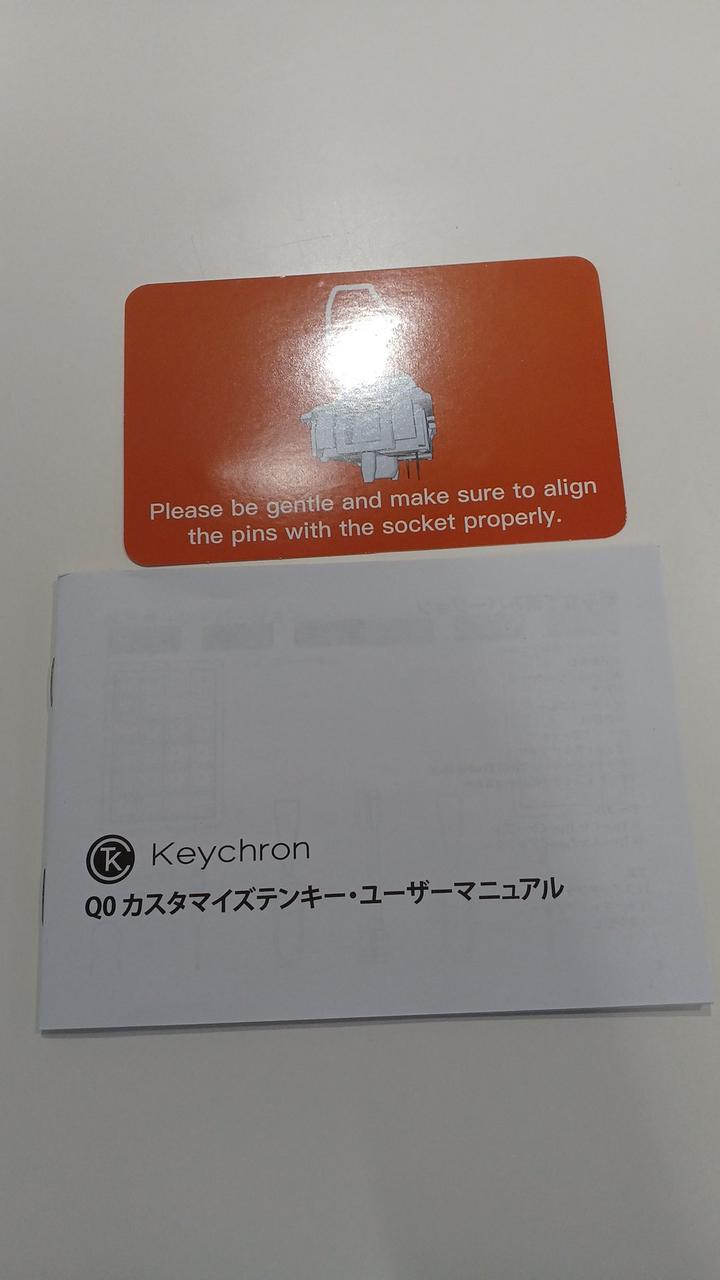 Please be gentle and make sure to align
the pins with the socket properly.
Keychron
Q0 カスタマイズテンキー・ユーザーマニュアル